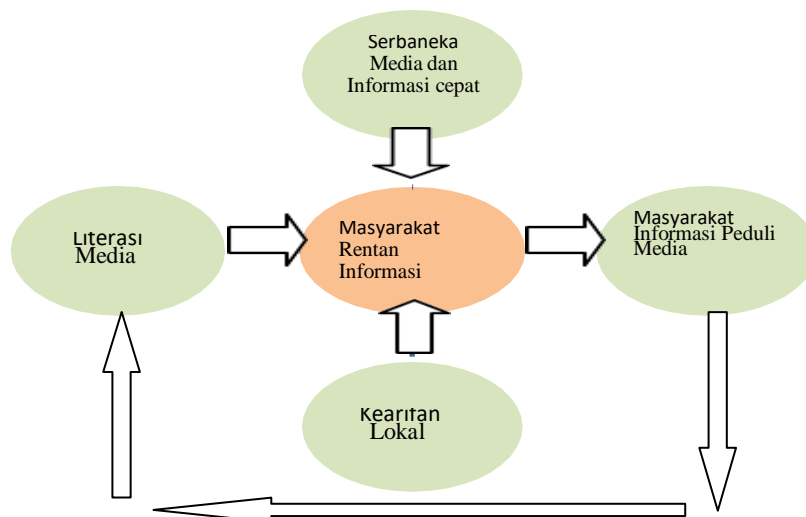 Serbaneka
Media dan
Informasi cepat
Literasi
Media
Masyarakat
Rentan
Informasi
Masyarakat
Informasi Peduli
Media
Kearifan
Lokal